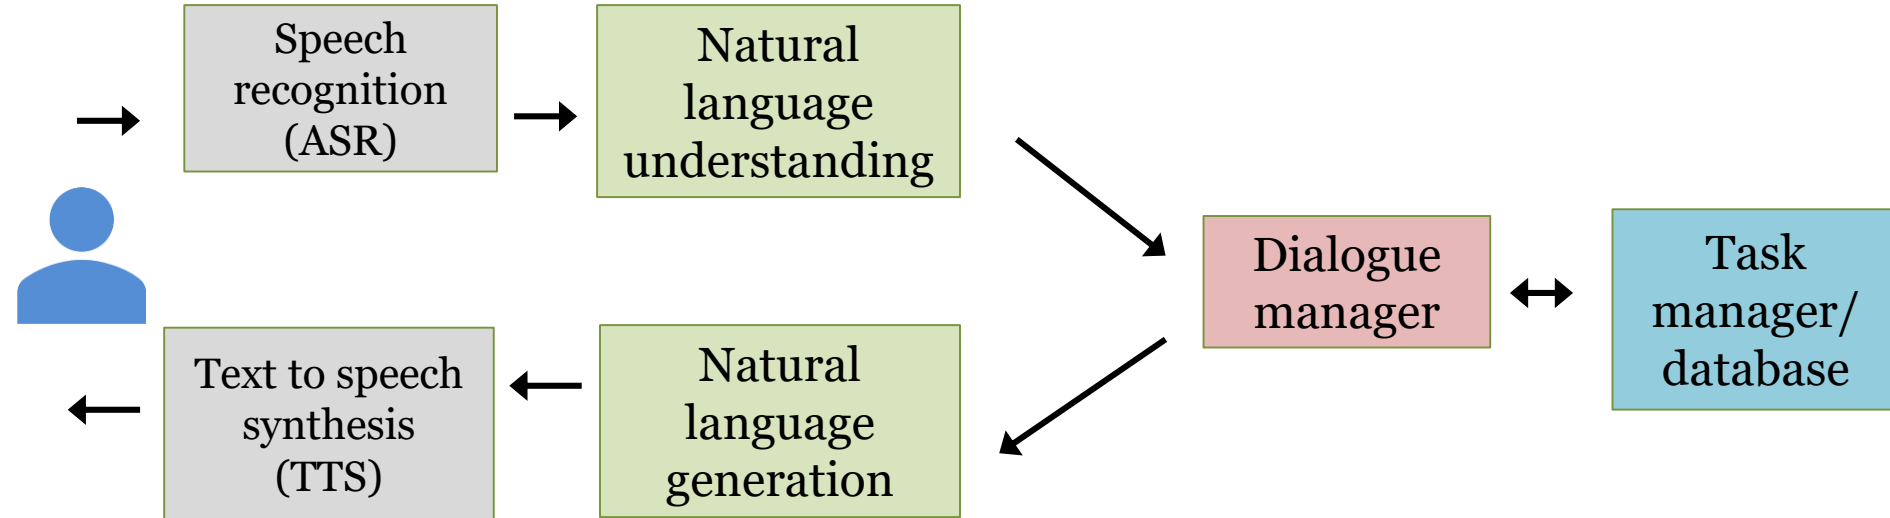 Speech
recognition
(ASR)
Natural
language
understanding
Dialogue
manager
Task
manager/
database
Text to speech
synthesis
(TTS)
Natural
language
generation